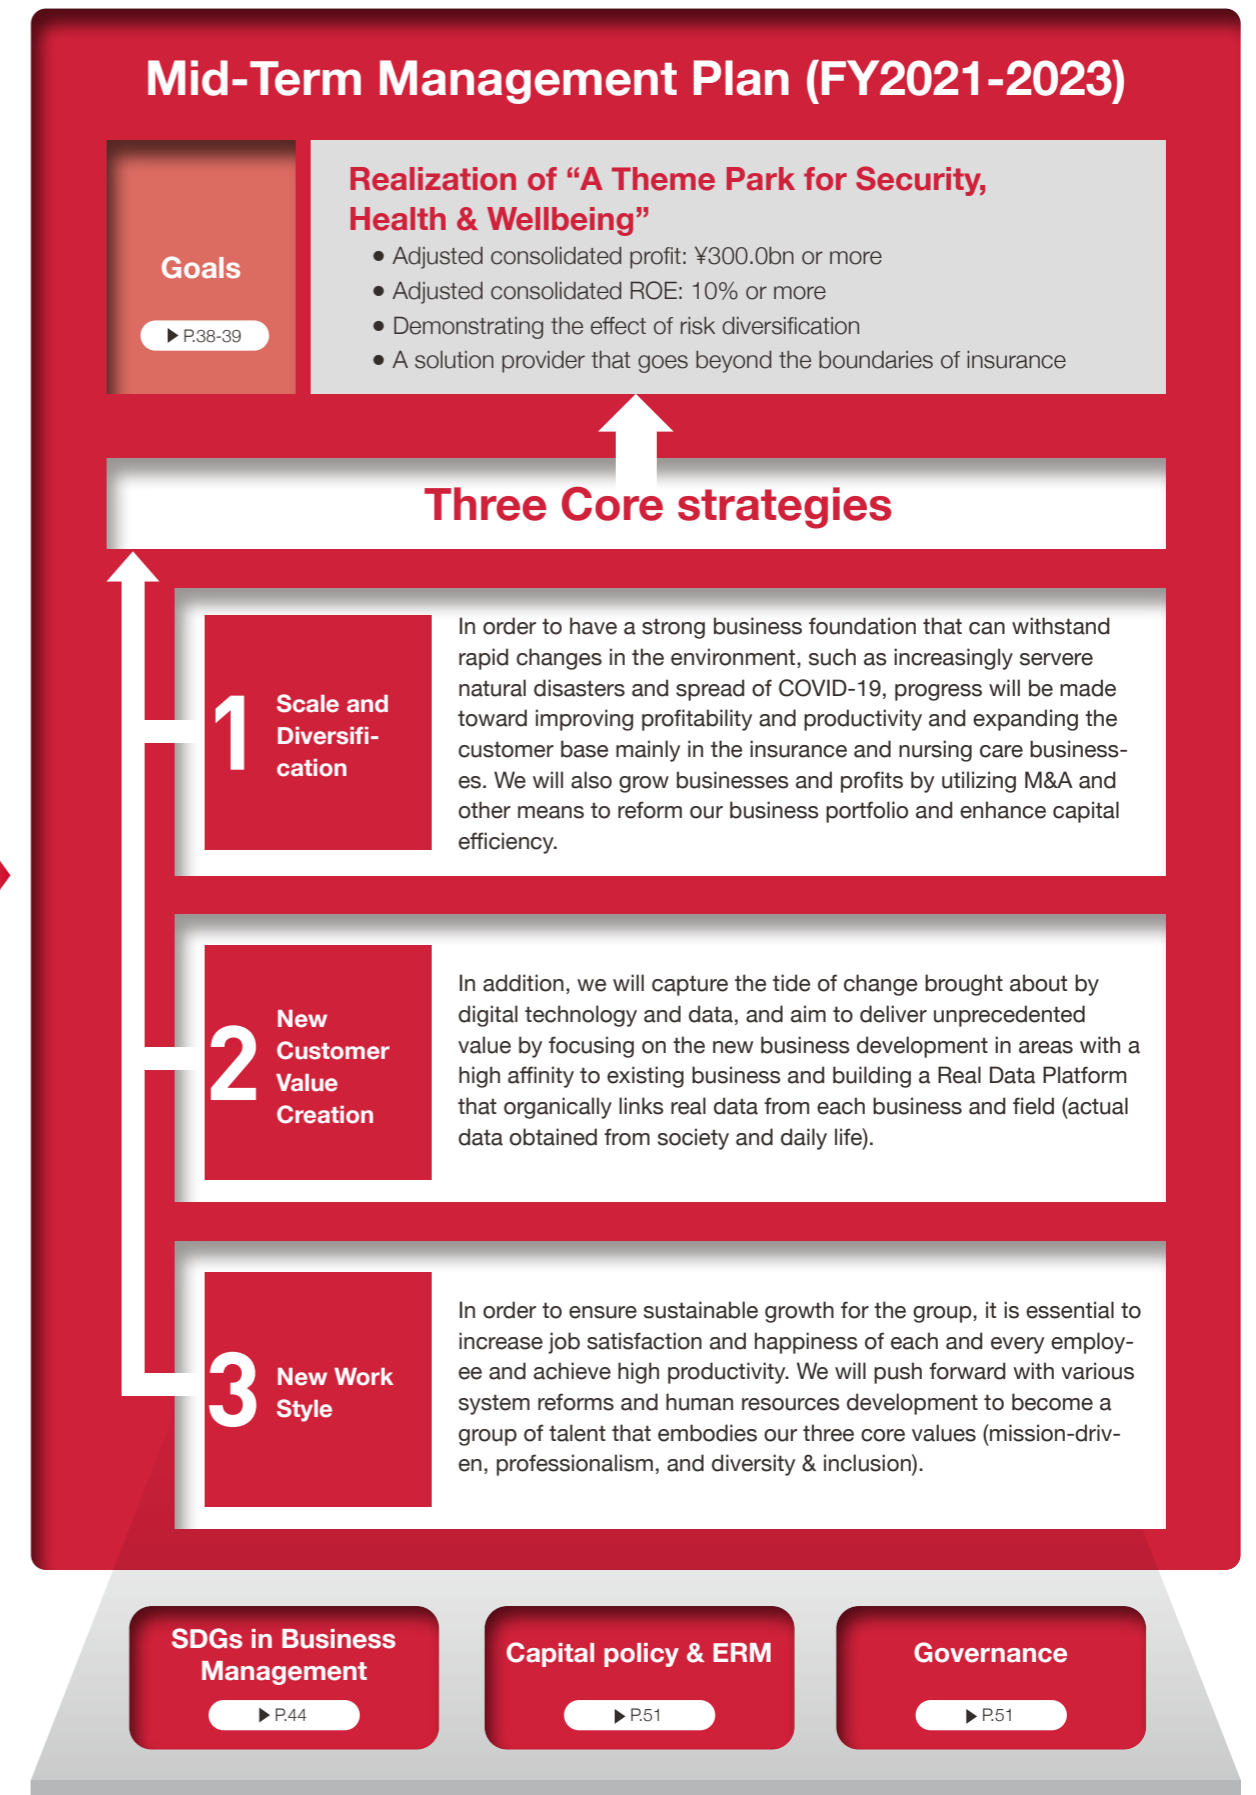 Mid-Term Management Plan (FY2021-2023)
Goals
▶ P.38-39
Realization of “A Theme Park for Security,
Health & Wellbeing”
● Adjusted consolidated profit: ¥300.0bn or more
● Adjusted consolidated ROE: 10% or more
● Demonstrating the effect of risk diversification
● A solution provider that goes beyond the boundaries of insurance
Three Core strategies
1
Scale and
Diversifi-
cation
In order to have a strong business foundation that can withstand
rapid changes in the environment, such as increasingly servere
natural disasters and spread of COVID-19, progress will be made
toward improving profitability and productivity and expanding the
customer base mainly in the insurance and nursing care business-
es. We will also grow businesses and profits by utilizing M&A and
other means to reform our business portfolio and enhance capital
efficiency.
2
New
Customer
Value
Creation
In addition, we will capture the tide of change brought about by
digital technology and data, and aim to deliver unprecedented
value by focusing on the new business development in areas with a
high affinity to existing business and building a Real Data Platform
that organically links real data from each business and field (actual
data obtained from society and daily life).
3
New Work
Style
In order to ensure sustainable growth for the group, it is essential to
increase job satisfaction and happiness of each and every employ-
ee and achieve high productivity. We will push forward with various
system reforms and human resources development to become a
group of talent that embodies our three core values (mission-driv-
en, professionalism, and diversity & inclusion).
SDGs in Business
Management
▶ P.44
Capital policy & ERM
▶ P.51
Governance
▶ P.51